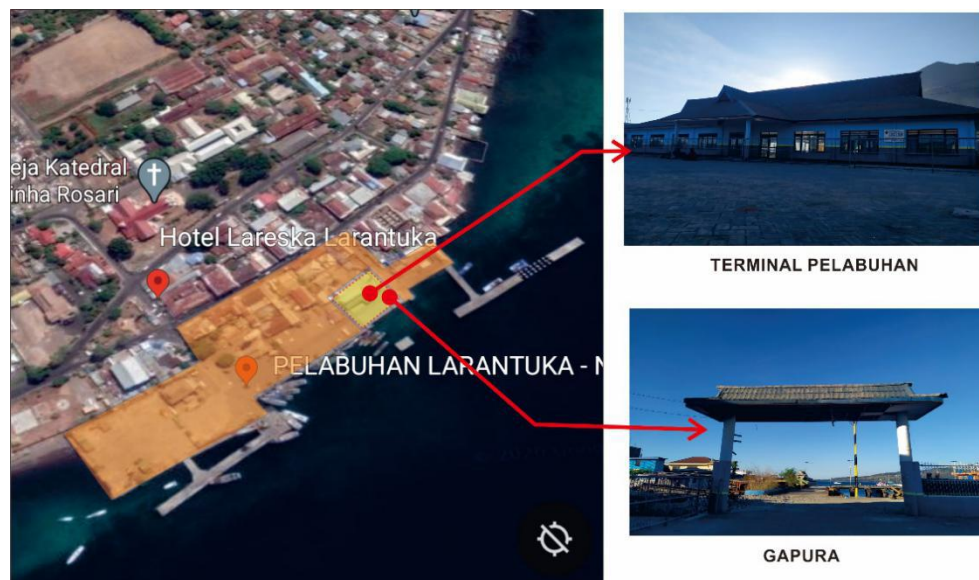 eja Katedral
inha Rosari
Hotel Lareska Larantuka
PELABUHAN LARANTUKA - N
TERMINAL PELABUHAN
GAPURA